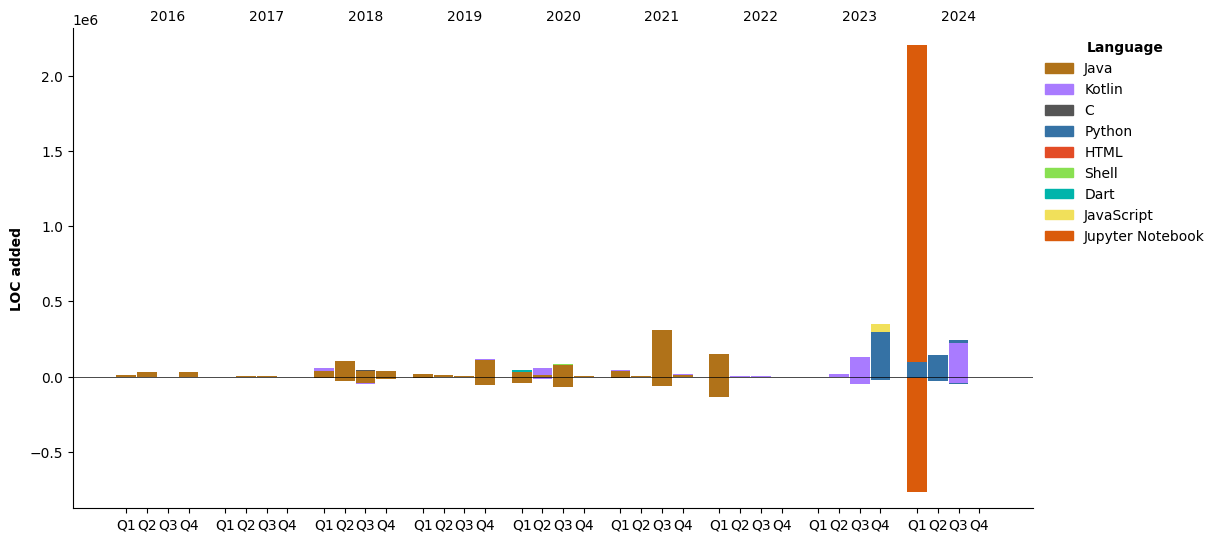 1e6
2016 2017 2018 2019 2020 2021 2022 2023 2024
2.0
1.5
1.0
0.5
0.0
−0.5
LOC added
Q1 Q2 Q3 Q4 Q1 Q2 Q3 Q4 Q1 Q2 Q3 Q4 Q1 Q2 Q3 Q4 Q1 Q2 Q3 Q4 Q1 Q2 Q3 Q4 Q1 Q2 Q3 Q4 Q1 Q2 Q3 Q4 Q1 Q2 Q3 Q4
Language
Java
Kotlin
C
Python
HTML
Shell
Dart
JavaScript
Jupyter Notebook